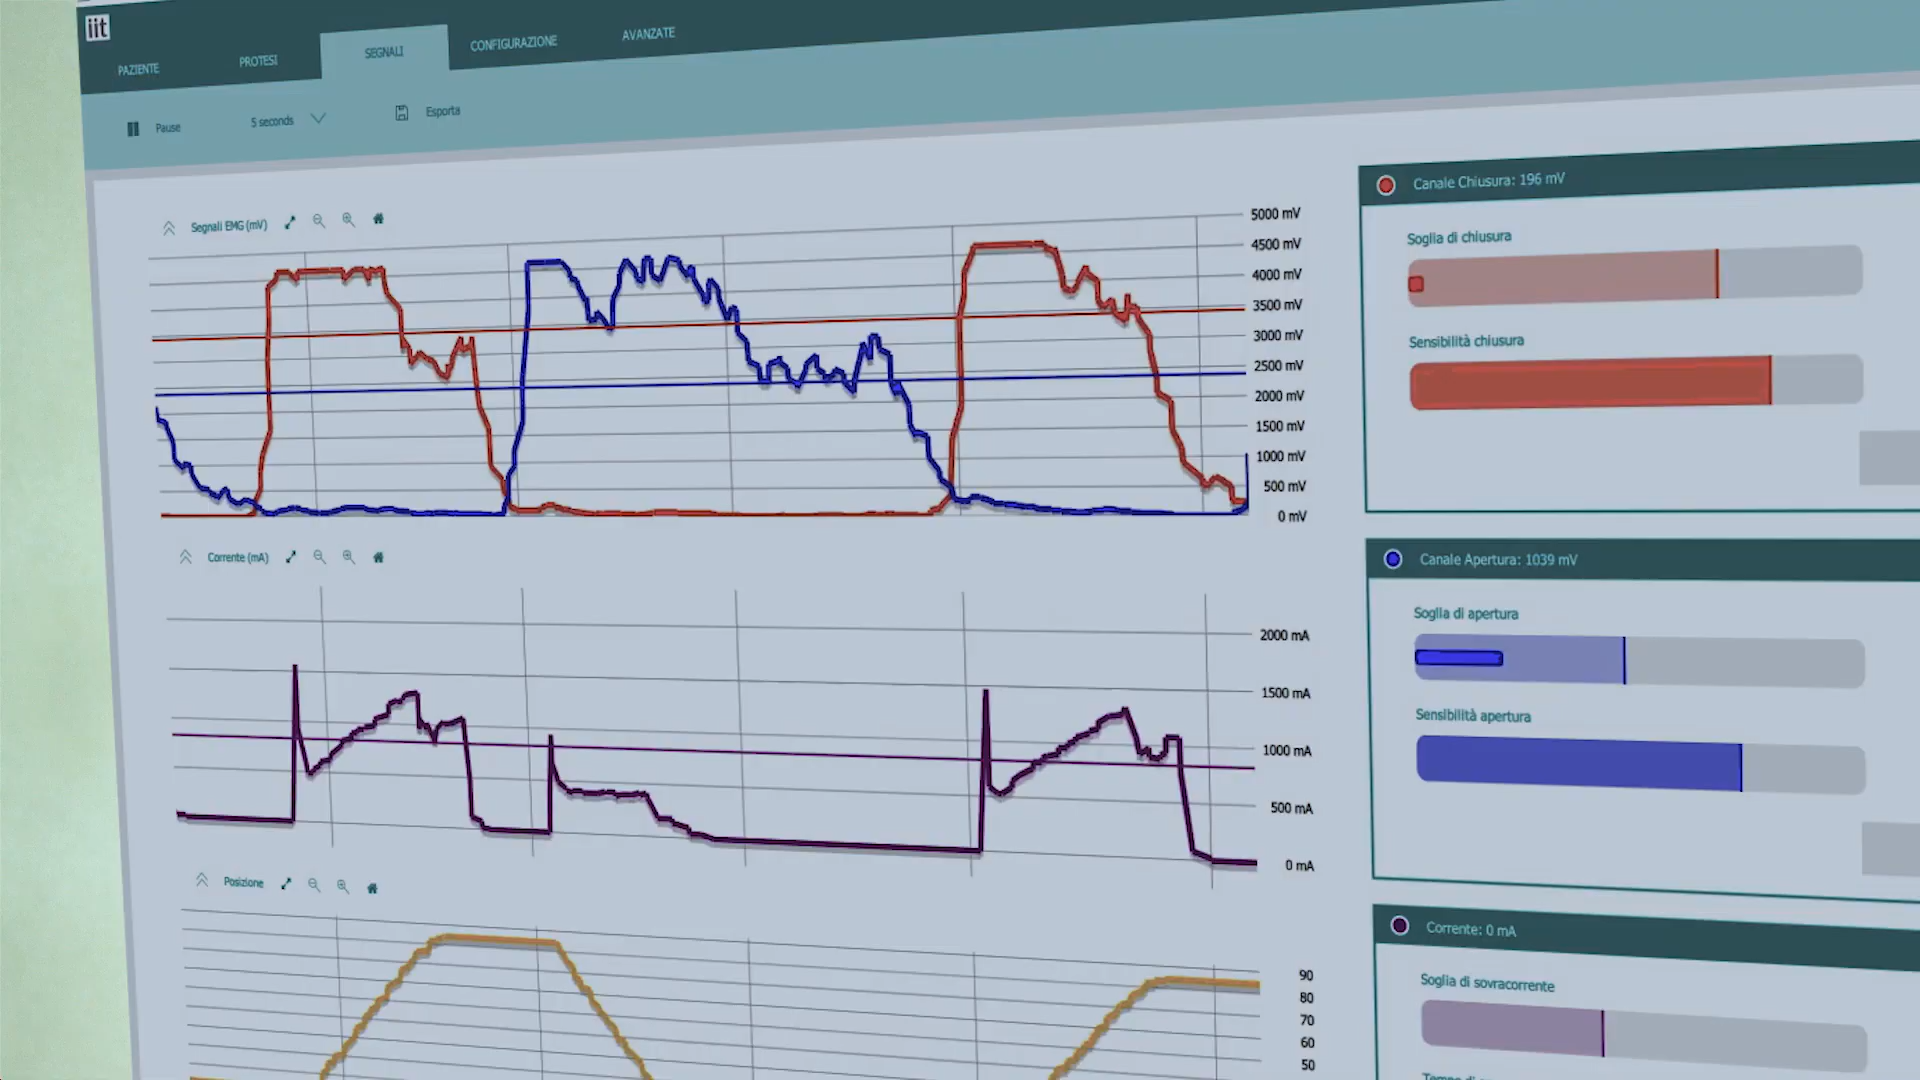 iit
PAZIENTE
PROTESI
SEGNALI
CONFIGURAZIONE
AVANZATE
Pause
5 seconds
Esporta
Segnali EMG (mV)
5000 mV
4500 mV
4000 mV
3500 mV
3000 mV
2500 mV
2000 mV
1500 mV
1000 mV
500 mV
0 mV
Corrente (mA)
2000 mA
1500 mA
1000 mA
500 mA
0 mA
Posizione
90
80
70
60
50
Canale Chiusura: 196 mV
Soglia di chiusura
Sensibilità chiusura
Canale Apertura: 1039 mV
Soglia di apertura
Sensibilità apertura
Corrente: 0 mA
Soglia di sovracorrente